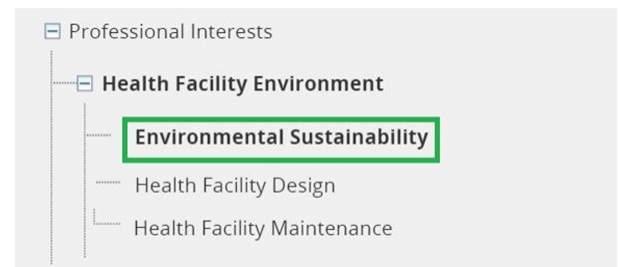 Professional Interests
Health Facility Environment
Environmental Sustainability
Health Facility Design
Health Facility Maintenance